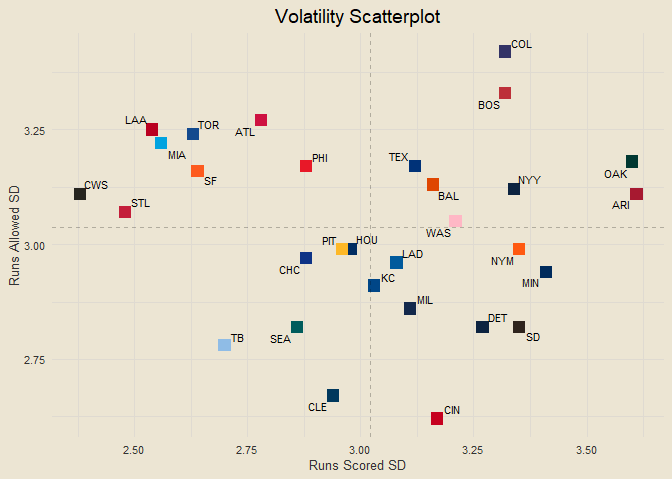 Volatility Scatterplot
COL
BOS
3.25
LAA
TOR
ATL
MIA
PHI
TEX
OAK
SF
CWS
NYY
BAL
ARI
STL
Runs Allowed SD
3.00
WAS
PIT
HOU
LAD
NYM
CHC
KC
MIN
MIL
DET
SEA
TB
SD
2.75
CLE
CIN
2.50
2.75
3.00
3.25
3.50
Runs Scored SD